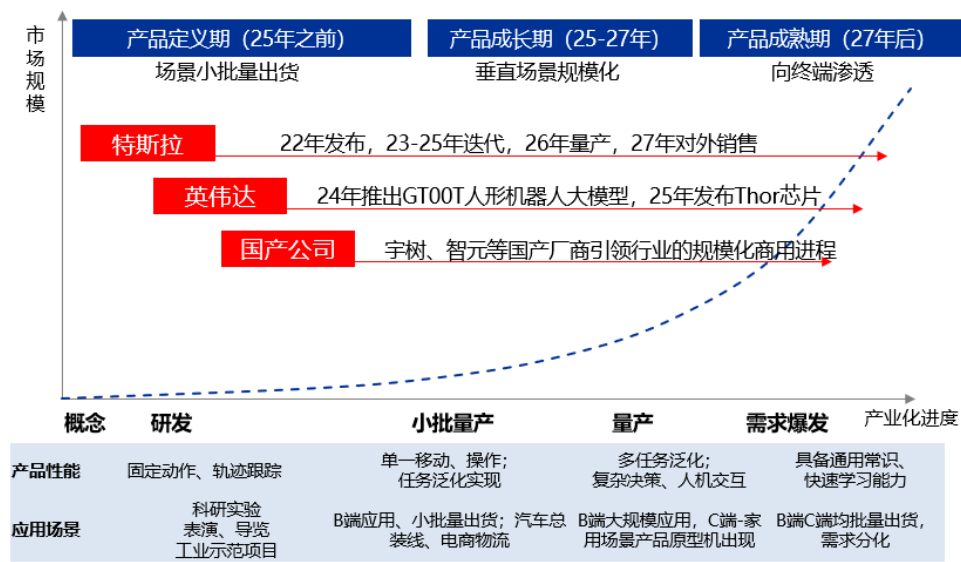 市场规模
产品定义期（25年之前）
产品成长期（25-27年）
产品成熟期（27年后）
场景小批量出货
垂直场景规模化
向终端渗透
特斯拉
22年发布，23-25年迭代，26年量产，27年对外销售
英伟达
24年推出GT00T人形机器人大模型，25年发布Thor芯片
国产公司
宇树、智元等国产厂商引领行业的规模化商用进程
概念
研发
小批量产
量产
需求爆发
产业化进度
产品性能
固定动作、轨迹跟踪
单一移动、操作；
任务泛化实现
多任务泛化；
复杂决策、人机交互
具备通用常识、
快速学习能力
应用场景
科研实验
表演、导览
工业示范项目
B端应用、小批量出货；汽车总
装线、电商物流
B端大规模应用，C端-家
用场景产品原型机出现
B端C端均批量出货，
需求分化